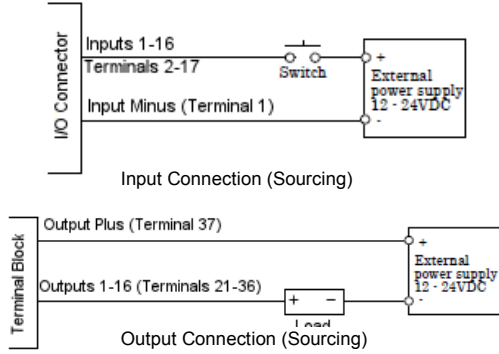 I/O Connector
Inputs 1-16
Terminals 2-17
Switch
+
External
power supply
12 - 24VDC
-
Input Minus (Terminal 1)
Input Connection (Sourcing)
Terminal Block
Output Plus (Terminal 37)
+
External
power supply
12 - 24VDC
-
Outputs 1-16 (Terminals 21-36)
+ -
Load
Output Connection (Sourcing)